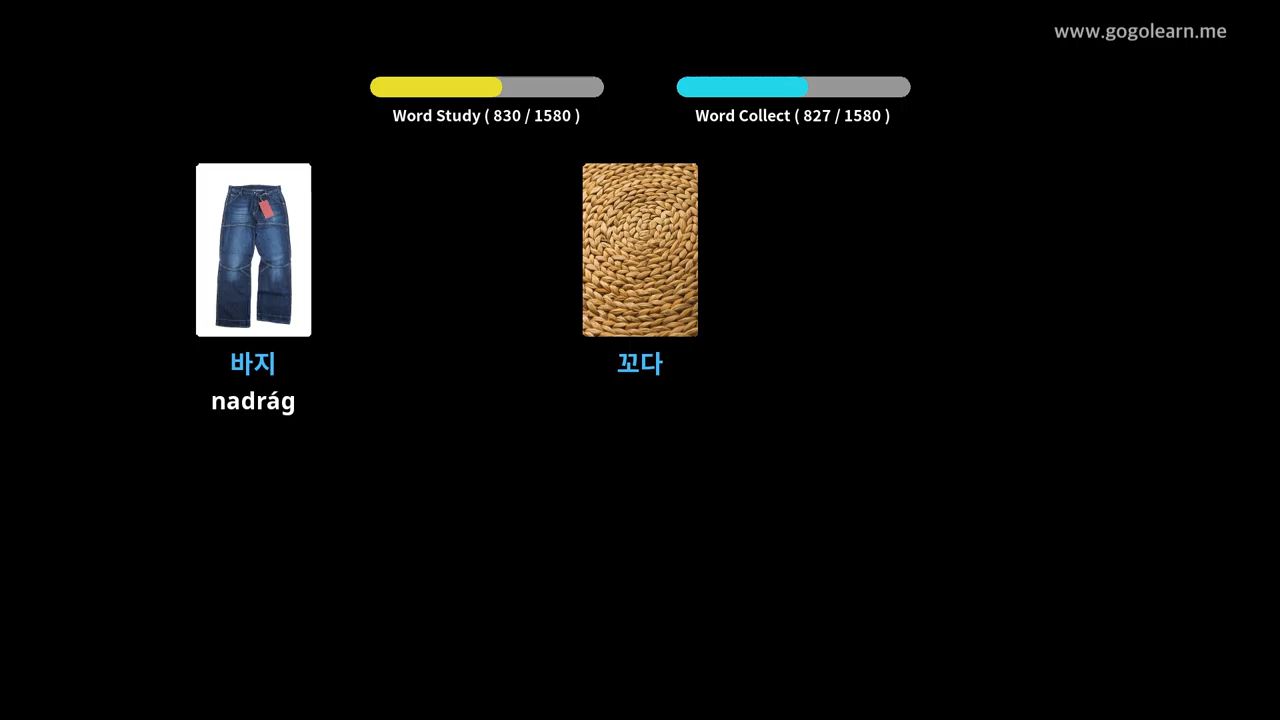 www.gogolearn.me
Word Study ( 830 / 1580 )
Word Collect ( 827 / 1580 )
바지
꼬다
nadrág